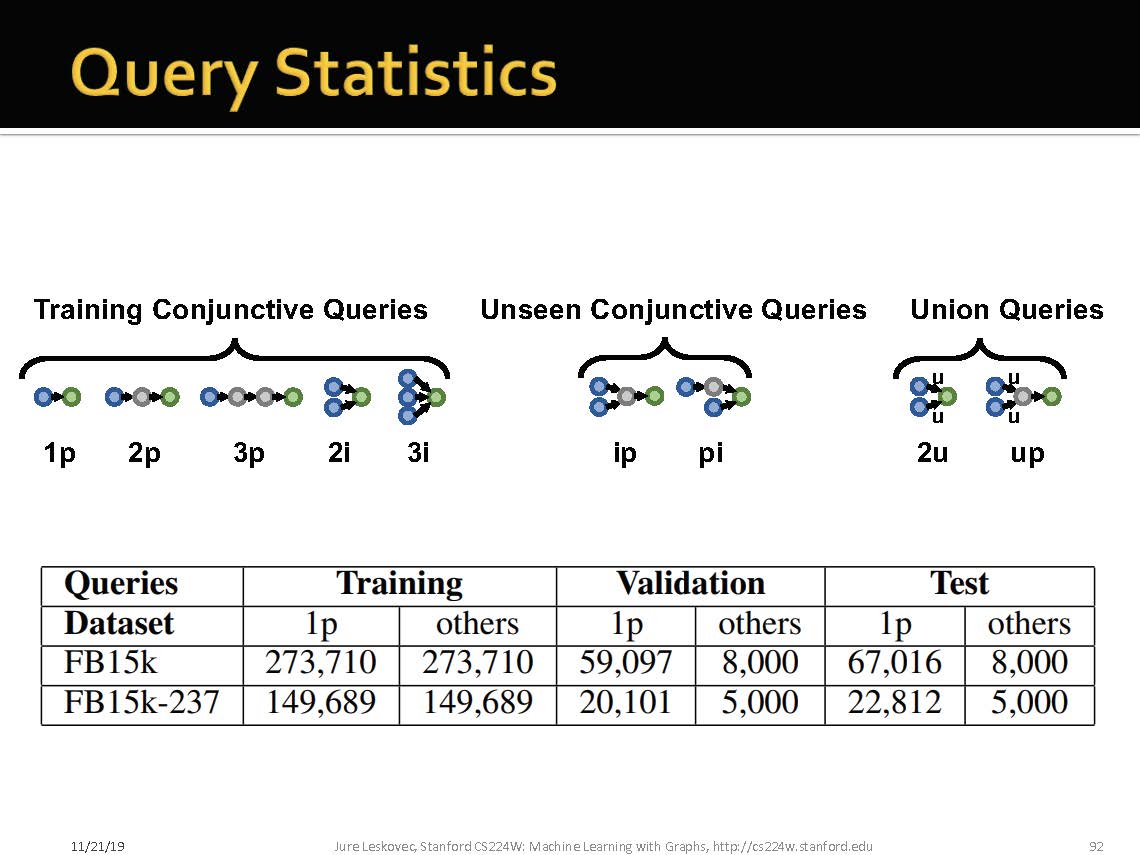 Query Statistics
Training Conjunctive Queries Unseen Conjunctive Queries Union Queries
u u
u u
1p 2p 3p 2i 3i ip pi 2u up
Queries Training Validation Test
Dataset 1p others 1p others 1p others
FB15k 273,710 273,710 59,097 8,000 67,016 8,000
FB15k-237 149,689 149,689 20,101 5,000 22,812 5,000
11/21/19 Jure Leskovec, Stanford CS224W: Machine Learning with Graphs, http://cs224w.stanford.edu 92